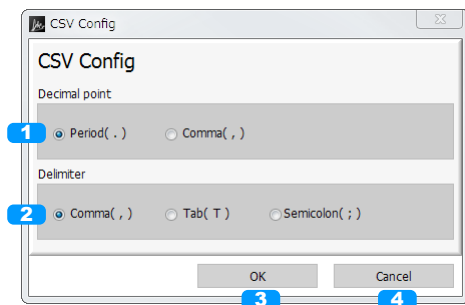 CSV Config
CSV Config
Decimal point
1 Period( . ) Comma( , )
Delimiter
2 Comma( , ) Tab( T ) Semicolon( ; )
OK Cancel
3 4